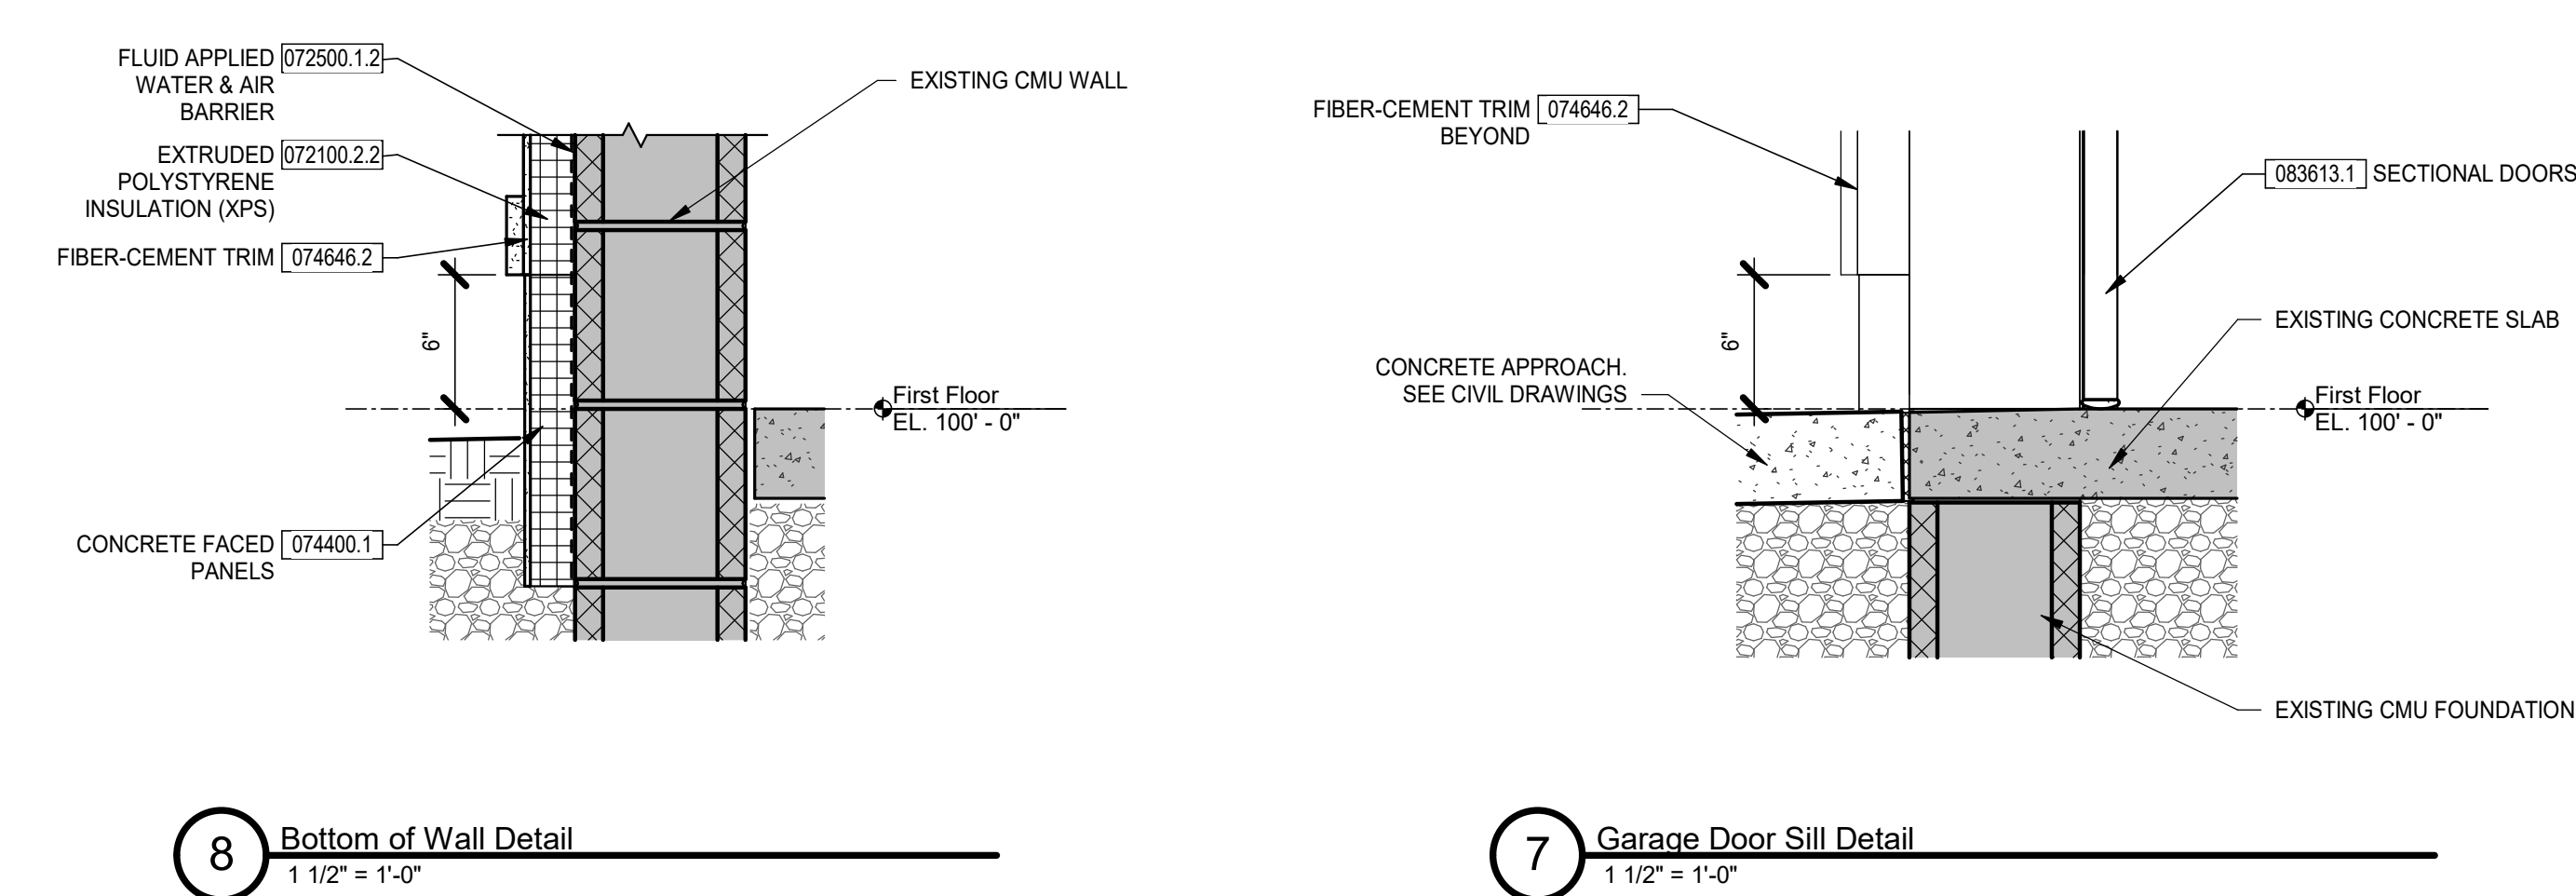 FLUID APPLIED 072500.1.2
WATER & AIR
BARRIER
EXTRUDED 072100.2.2
POLYSTYRENE
INSULATION (XPS)
FIBER-CEMENT TRIM 074646.2
6"
CONCRETE FACED 074400.1
PANELS
EXISTING CMU WALL
First Floor
EL. 100' - 0"
8
Bottom of Wall Detail
1 1/2" = 1'-0"
FIBER-CEMENT TRIM 074646.2
BEYOND
6"
CONCRETE APPROACH.
SEE CIVIL DRAWINGS
083613.1 SECTIONAL DOORS
EXISTING CONCRETE SLAB
First Floor
EL. 100' - 0"
EXISTING CMU FOUNDATION
7
Garage Door Sill Detail
1 1/2" = 1'-0"